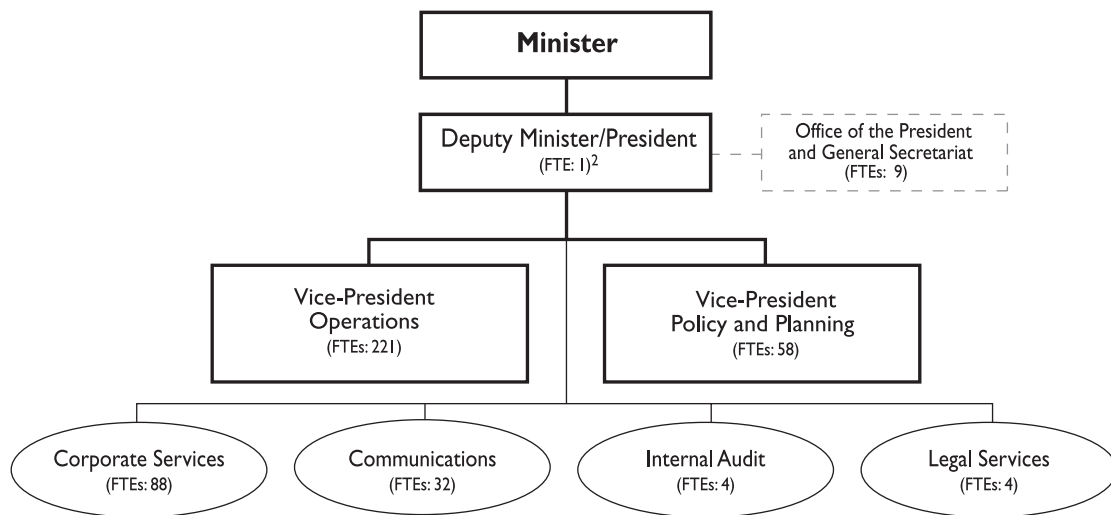 Minister
Deputy Minister/President
(FTE: 1)2
Office of the President
and General Secretariat
(FTEs: 9)
Vice-President
Operations
(FTEs: 221)
Vice-President
Policy and Planning
(FTEs: 58)
Corporate Services
(FTEs: 88)
Communications
(FTEs: 32)
Internal Audit
(FTEs: 4)
Legal Services
(FTEs: 4)